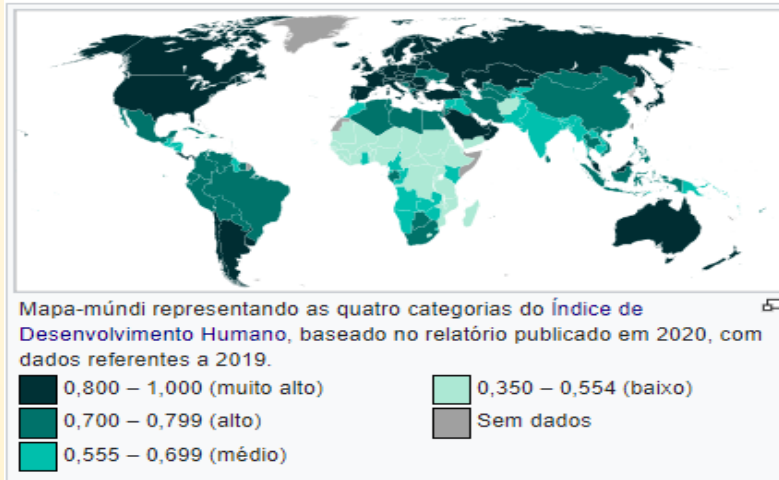 Mapa-múndi representando as quatro categorias do Índice de
Desenvolvimento Humano, baseado no relatório publicado em 2020, com
dados referentes a 2019.
0,800 – 1,000 (muito alto)
0,700 – 0,799 (alto)
0,555 – 0,699 (médio)
0,350 – 0,554 (baixo)
Sem dados